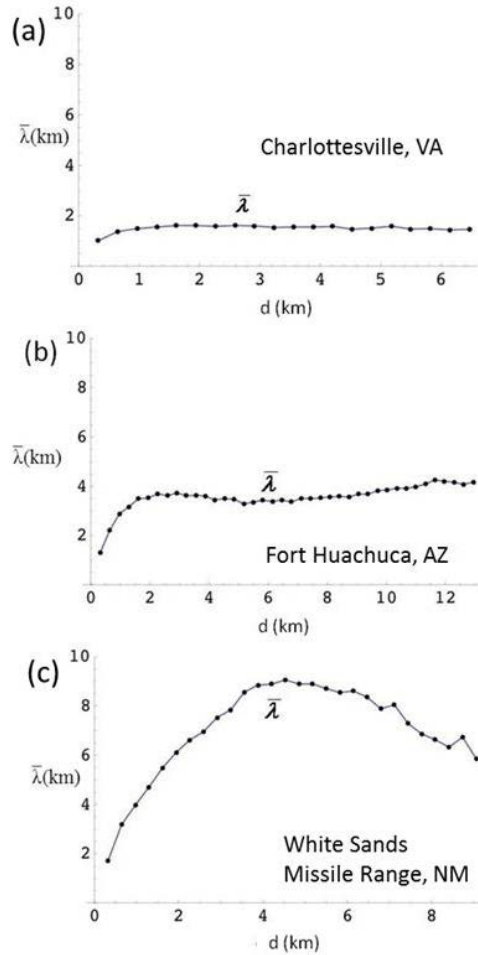 (a)
10
8
6
λ̄(km)
4
2
Charlottesville, VA
λ̄
0 1 2 3 4 5 6
d (km)
(b)
10
8
6
λ̄(km)
4
2
λ̄
Fort Huachuca, AZ
0 2 4 6 8 10 12
d (km)
(c)
10
8
6
λ̄(km)
4
2
λ̄
White Sands
Missile Range, NM
0 2 4 6 8
d (km)